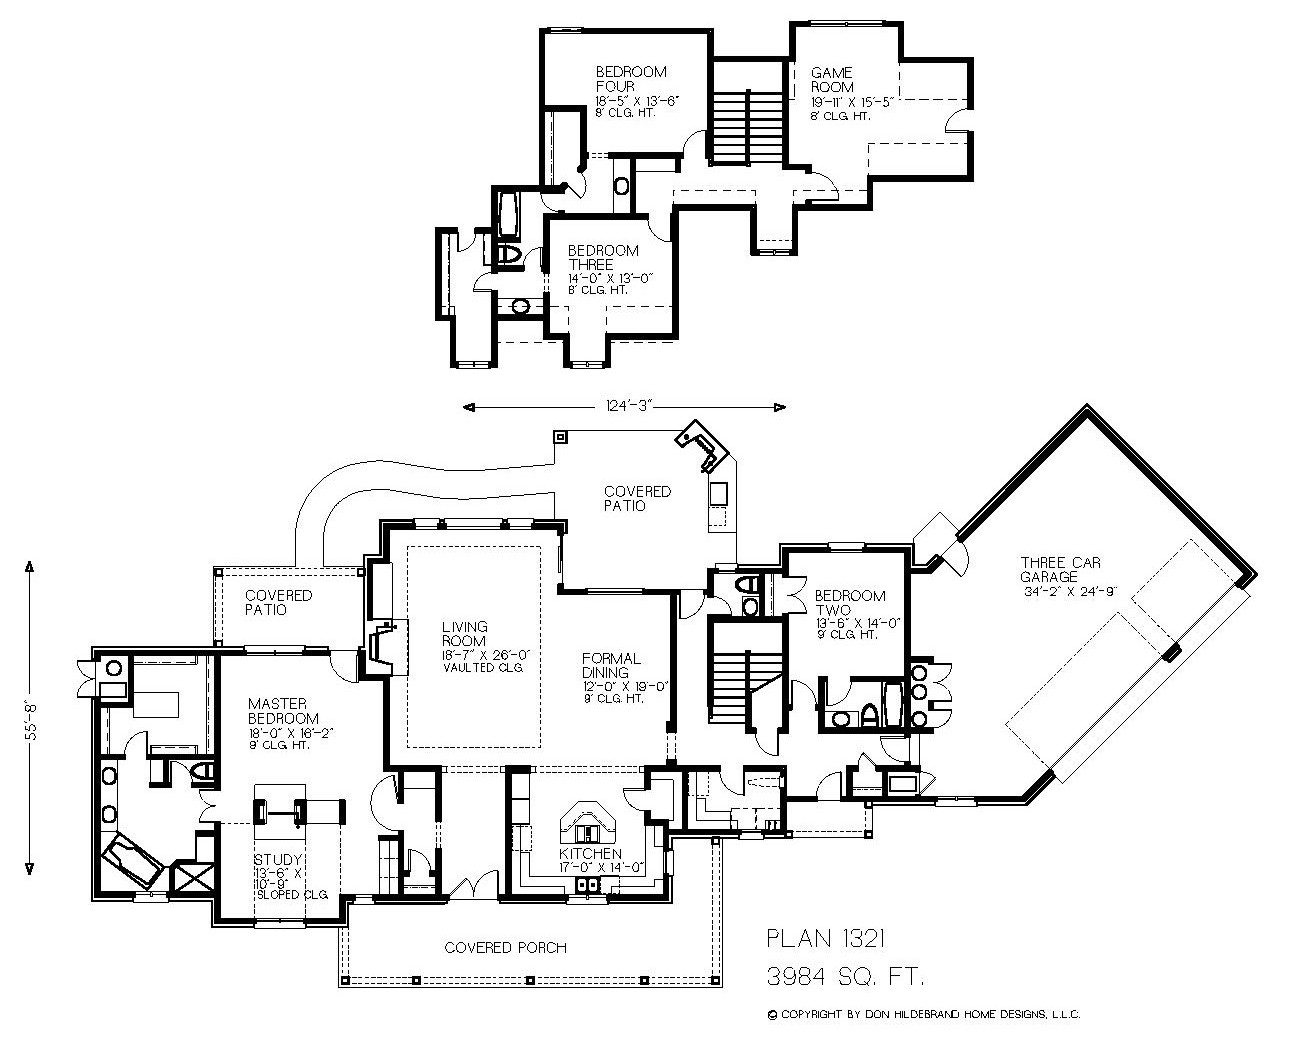 BEDROOM
FOUR
18'-5" X 13'-6"
8' CLG. HT.
GAME
ROOM
19'-11" X 15'-5"
8' CLG. HT.
BEDROOM
THREE
14'-0" X 13'-0"
8' CLG. HT.
124'-3"
COVERED
PATIO
COVERED
PATIO
THREE CAR
GARAGE
34'-2" X 24'-9"
BEDROOM
TWO
13'-6" X 14'-0"
9' CLG. HT.
LIVING
ROOM
18'-7" X 26'-0"
VAULTED CLG.
FORMAL
DINING
12'-0" X 19'-0"
9' CLG. HT.
MASTER
BEDROOM
18'-0" X 16'-2"
9' CLG. HT.
55'-8"
STUDY
13'-6" X
10'-9"
SLOPED CLG.
KITCHEN
17'-0" X 14'-0"
COVERED PORCH
PLAN 1321
3984 SQ. FT.
© COPYRIGHT BY DON HILDEBRAND HOME DESIGNS, L.L.C.